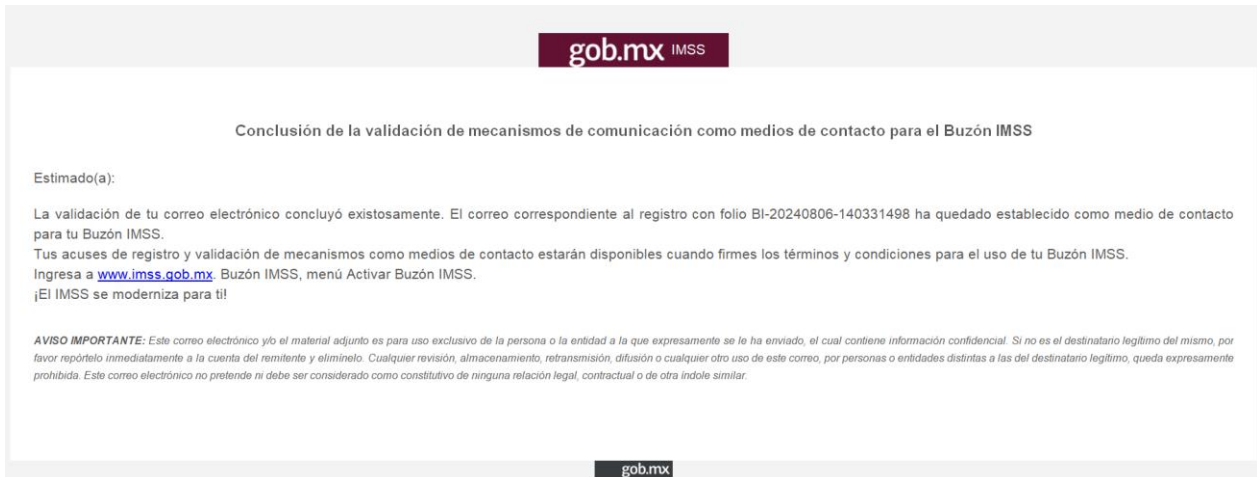 gob.mx IMSS
Conclusión de la validación de mecanismos de comunicación como medios de contacto para el Buzón IMSS
Estimado(a):
La validación de tu correo electrónico concluyó existosamente. El correo correspondiente al registro con folio BI-20240806-140331498 ha quedado establecido como medio de contacto
para tu Buzón IMSS.
Tus acuses de registro y validación de mecanismos como medios de contacto estarán disponibles cuando firmes los términos y condiciones para el uso de tu Buzón IMSS.
Ingresa a www.imss.gob.mx. Buzón IMSS, menú Activar Buzón IMSS.
¡El IMSS se moderniza para ti!
AVISO IMPORTANTE: Este correo electrónico y/o el material adjunto es para uso exclusivo de la persona o la entidad a la que expresamente se le ha enviado, el cual contiene información confidencial. Si no es el destinatario legítimo del mismo, por
favor repórtelo inmediatamente a la cuenta del remitente y elimínelo. Cualquier revisión, almacenamiento, retransmisión, difusión o cualquier otro uso de este correo, por personas o entidades distintas a las del destinatario legítimo, queda expresamente
prohibida. Este correo electrónico no pretende ni debe ser considerado como constitutivo de ninguna relación legal, contractual o de otra índole similar.
gob.mx